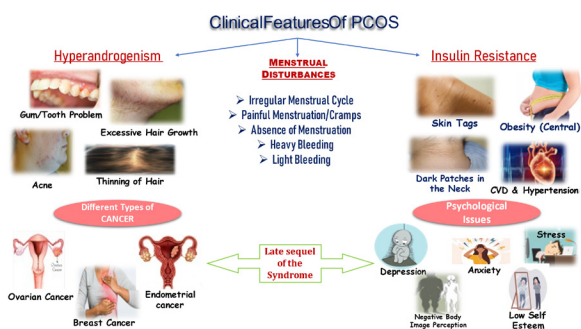 ClinicalFeaturesOf PCOS
Hyperandrogenism
Gum/Tooth Problem
Excessive Hair Growth
Acne
Thinning of Hair
MENSTRUAL
DISTURBANCES
Irregular Menstrual Cycle
Painful Menstruation/Cramps
Absence of Menstruation
Heavy Bleeding
Light Bleeding
Insulin Resistance
Skin Tags
Obesity (Central)
Dark Patches in
the Neck
CVD & Hypertension
Different Types of
CANCER
Ovarian Cancer
Breast Cancer
Endometrial
cancer
Late sequel
of the
Syndrome
Psychological
Issues
Depression
Anxiety
Stress
Negative Body
Image Perception
Low Self
Esteem